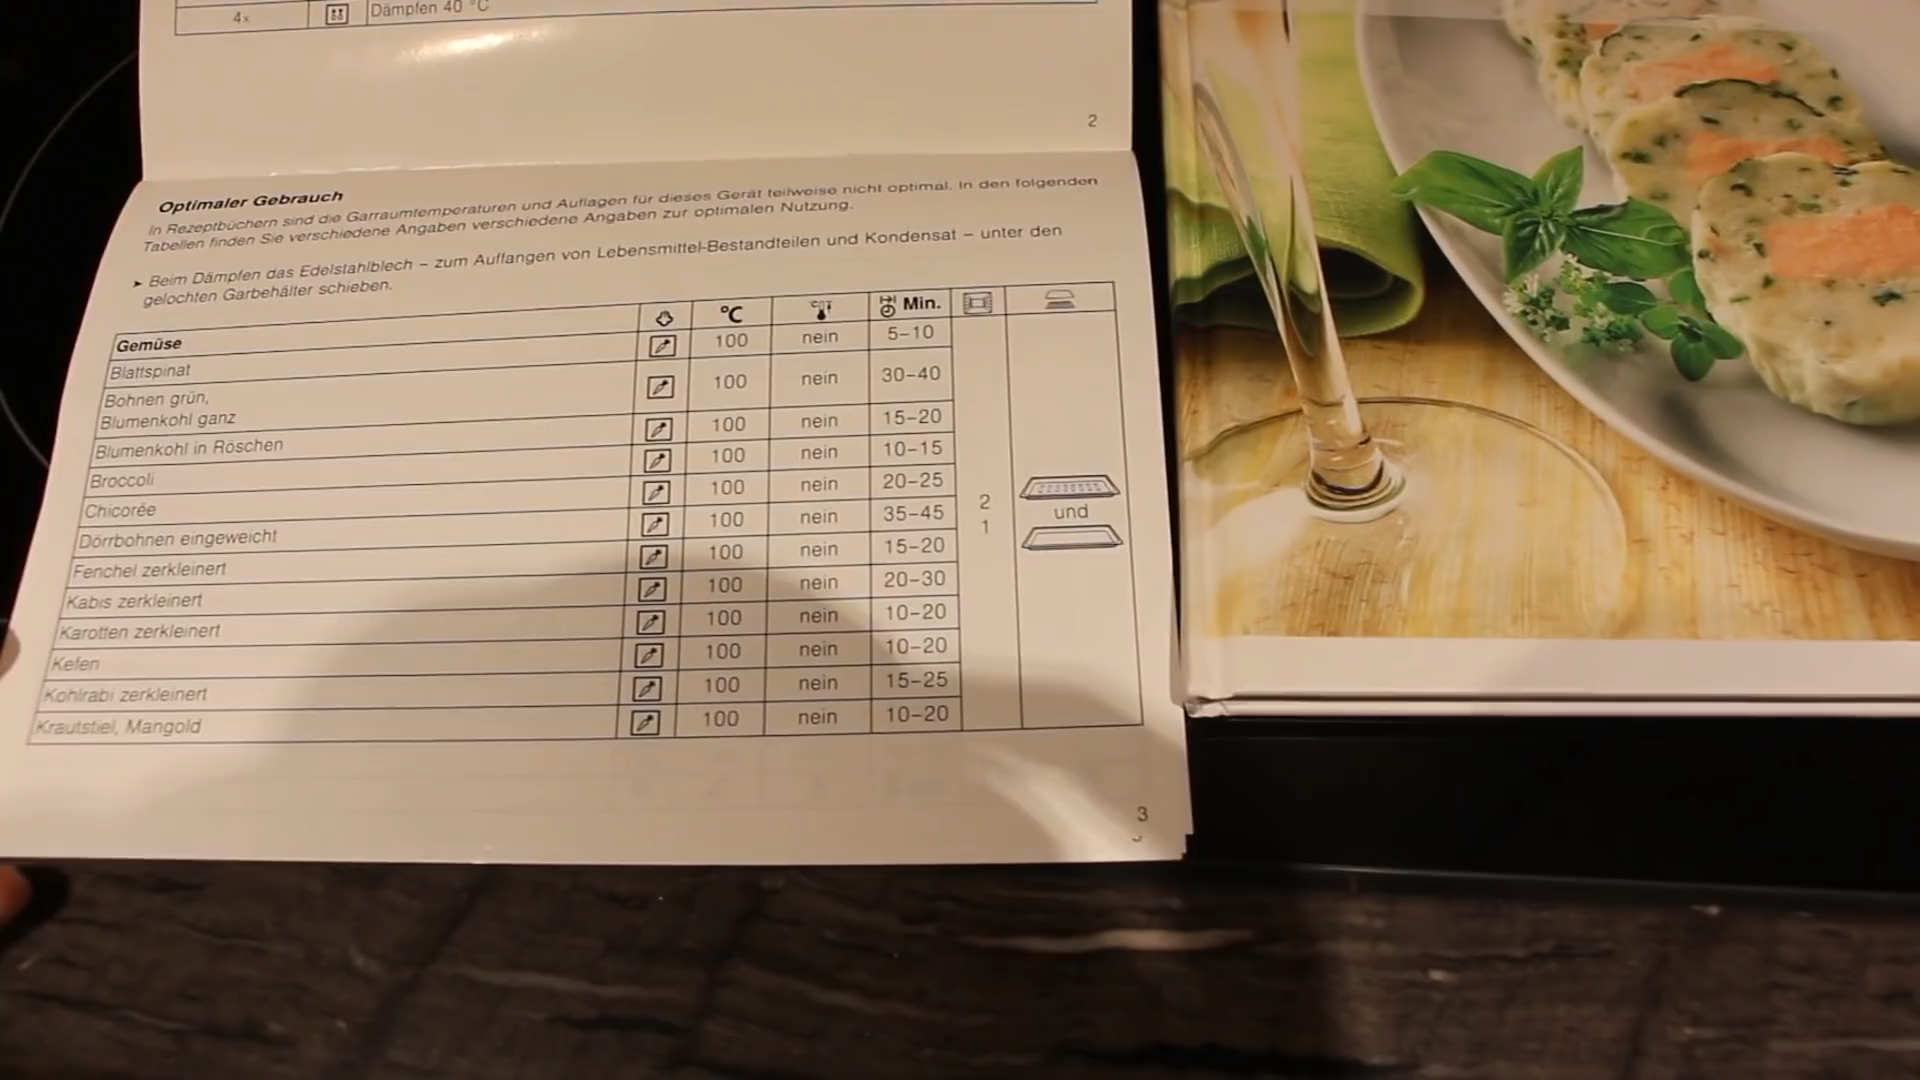 4x Dämpfen 40 °C
2
Optimaler Gebrauch
In Rezeptbüchern sind die Garraumtemperaturen und Auflagen für dieses Gerät teilweise nicht optimal. In den folgenden
Tabellen finden Sie verschiedene Angaben verschiedene Angaben zur optimalen Nutzung.
► Beim Dämpfen das Edelstahlblech – zum Auffangen von Lebensmittel-Bestandteilen und Kondensat – unter den
gelochten Garbehälter schieben.
Gemüse °C Min.
Blattspinat 100 nein 5–10
Bohnen grün,
Blumenkohl ganz 100 nein 30–40
Blumenkohl in Röschen 100 nein 15–20
Broccoli 100 nein 10–15
Chicorée 100 nein 20–25
Dörrbohnen eingeweicht 100 nein 35–45
Fenchel zerkleinert 100 nein 15–20
Kabis zerkleinert 100 nein 20–30
Karotten zerkleinert 100 nein 10–20
Kefen 100 nein 10–20
Kohlrabi zerkleinert 100 nein 15–25
Krautstiel, Mangold 100 nein 10–20
2
1
und
3